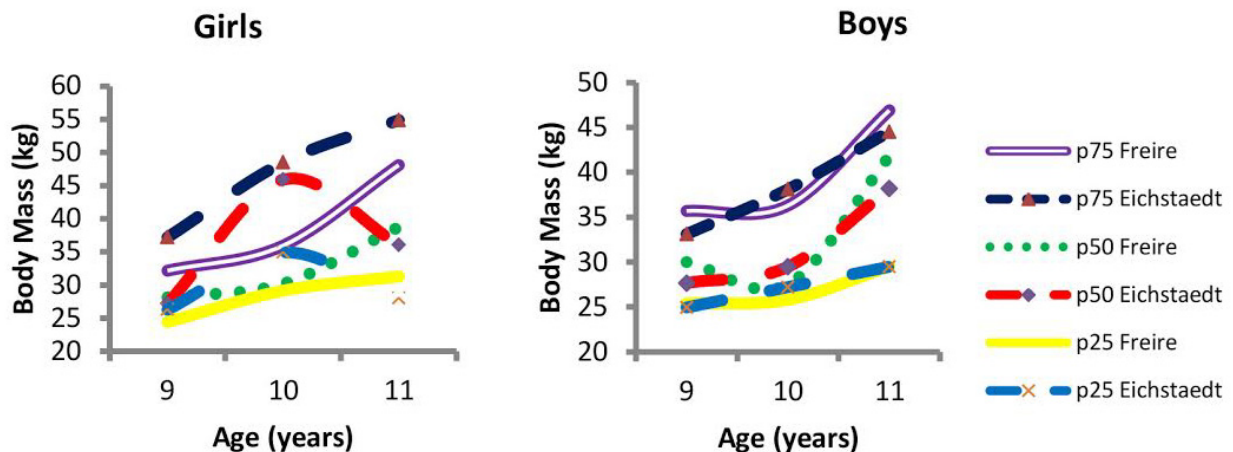 Girls
Body Mass (kg)
60
55
50
45
40
35
30
25
20
9 10 11
Age (years)
Boys
Body Mass (kg)
50
45
40
35
30
25
20
9 10 11
Age (years)
p75 Freire
p75 Eichstaedt
p50 Freire
p50 Eichstaedt
p25 Freire
p25 Eichstaedt